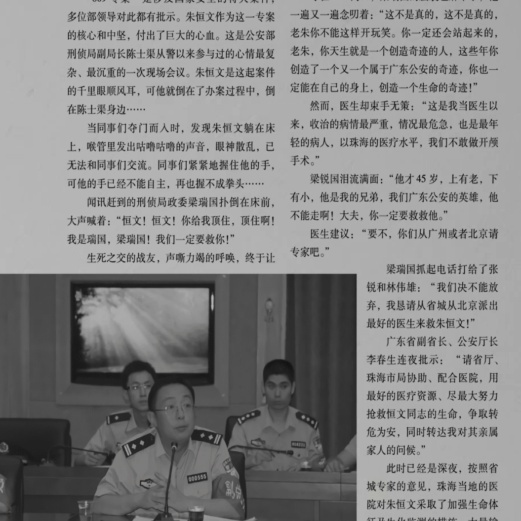 多位部领导对此都有批示。朱恒文作为这一专案
的核心和中坚，付出了巨大的心血。这是公安部
刑侦局副局长陈士渠从警以来参与过的心情最复
杂、最沉重的一次现场会议。朱恒文是这起案件
的千里眼顺风耳，可他就倒在了办案过程中，倒
在陈士渠身边……
当同事们夺门而入时，发现朱恒文躺在床
上，喉管里发出咕噜咕噜的声音，眼神散乱，已
无法和同事们交流。同事们紧紧地握住他的手，
可他的手已经不能自主，再也握不成拳头……
闻讯赶到的刑侦局政委梁瑞国扑倒在床前，
大声喊着：“恒文！恒文！你给我顶住，顶住啊！
我是瑞国，梁瑞国！我们一定要救你！”
生死之交的战友，声嘶力竭的呼唤，终于让
一遍又一遍念叨着：“这不是真的，这不是真的，
老朱你不能这样开玩笑。你一定还会站起来的，
老朱，你天生就是一个创造奇迹的人，这些年你
创造了一个又一个属于广东公安的奇迹，你也一
定能在自己的身上，创造一个生命的奇迹！”
然而，医生却束手无策：“这是我当医生以
来，收治的病情最严重，情况最危急，也是最年
轻的病人，以珠海的医疗水平，我们不敢做开颅
手术。”
梁锐国泪流满面：“他才 45 岁，上有老，下
有小，他是我的兄弟，我们广东公安的英雄，他
不能走啊！大夫，你一定要救救他。”
医生建议：“要不，你们从广州或者北京请
专家吧。”
梁瑞国抓起电话打给了张
锐和林伟雄：“我们决不能放
弃，我恳请从省城从北京派出
最好的医生来救朱恒文！”
广东省副省长、公安厅长
李春生连夜批示：“请省厅、
珠海市局协助、配合医院，用
最好的医疗资源、尽最大努力
抢救恒文同志的生命，争取转
危为安，同时转达我对其亲属
家人的问候。”
此时已经是深夜，按照省
城专家的意见，珠海当地的医
院对朱恒文采取了加强生命体